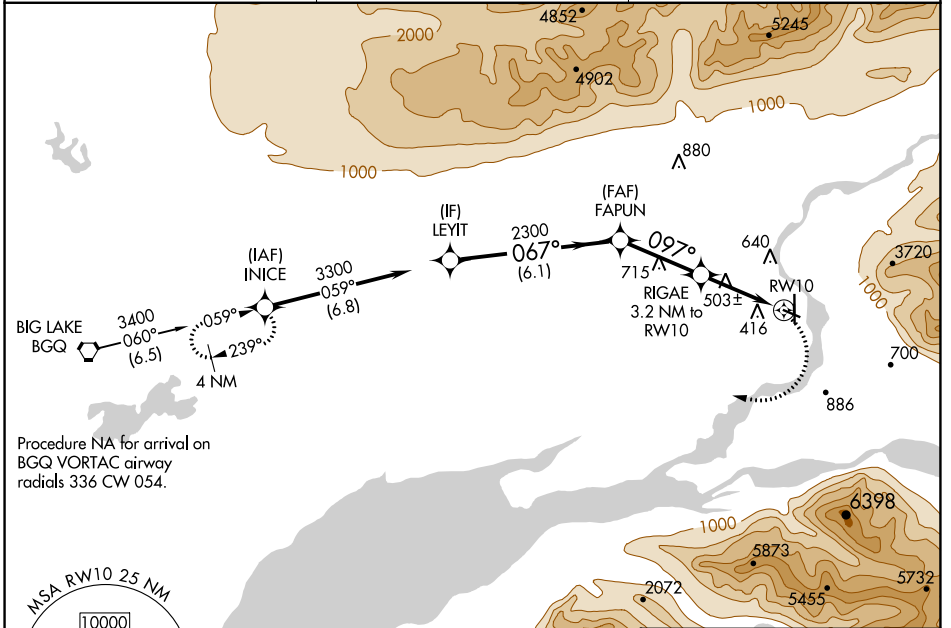 4852
5245
2000
4902
1000
1000
880
(FAF)
FAPUN
(IF)
LEYIT
2300
067°
(6.1)
097°
715
640
3720
(IAF)
INICE
3300
059°
(6.8)
RIGAE
3.2 NM to
RW10
503±
RW10
416
1000
BIG LAKE
BGQ
3400
060°
(6.5)
059°
239°
4 NM
700
886
Procedure NA for arrival on
BGQ VORTAC airway
radials 336 CW 054.
6398
1000
5873
5732
5455
2072
MSA RW10 25 NM
10000